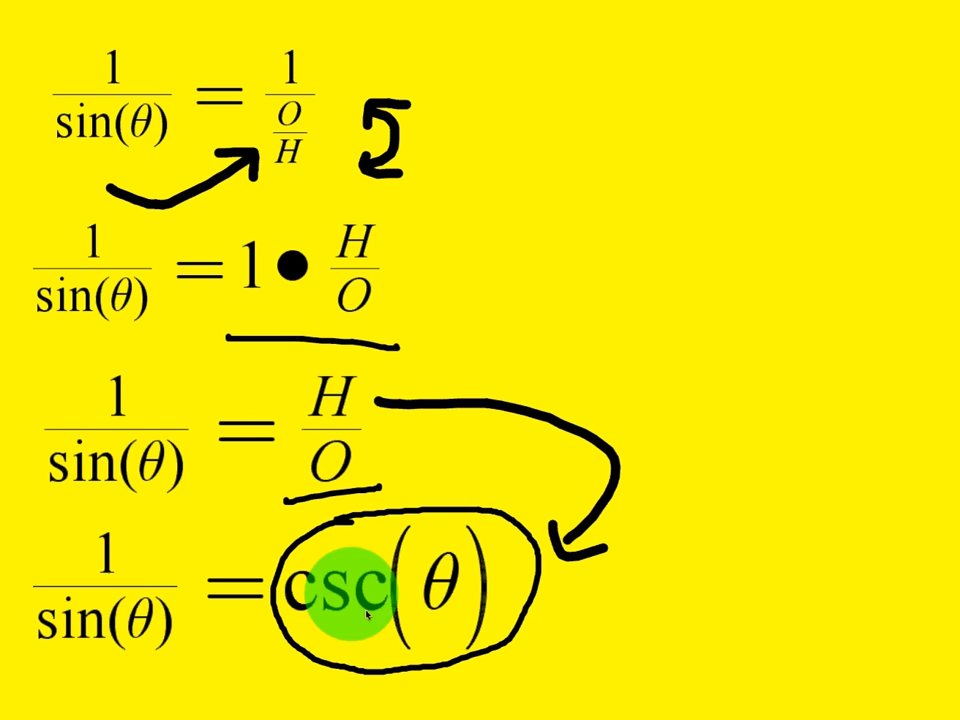 1/sin(θ) = 1/(O/H)
1/sin(θ) = 1 • H/O
1/sin(θ) = H/O
1/sin(θ) = csc(θ)